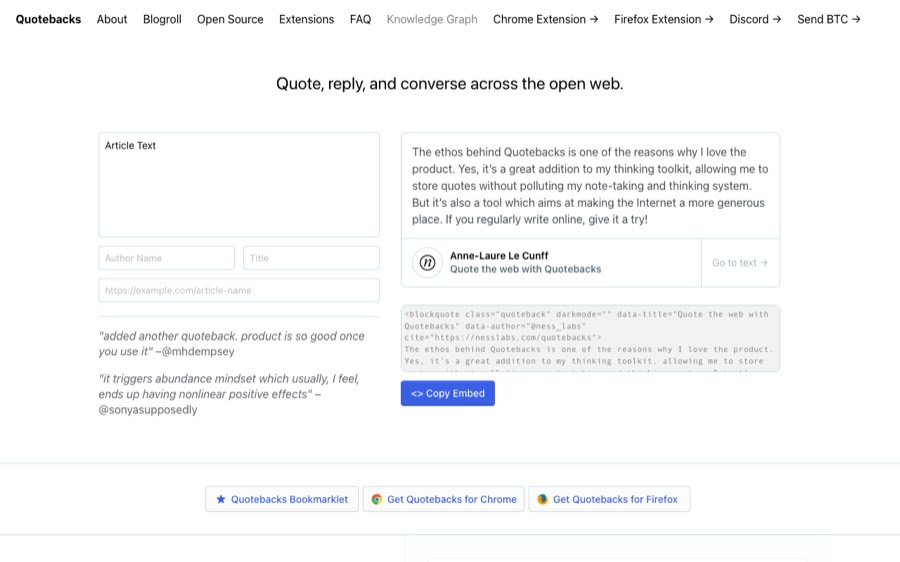 Quotebacks About Blogroll Open Source Extensions FAQ Knowledge Graph Chrome Extension → Firefox Extension → Discord → Send BTC →
Quote, reply, and converse across the open web.
Article Text
Author Name Title
https://example.com/article-name
"added another quoteback. product is so good once
you use it" –@mhdempsey
"it triggers abundance mindset which usually, I feel,
ends up having nonlinear positive effects" –
@sonyasupposedly
The ethos behind Quotebacks is one of the reasons why I love the
product. Yes, it's a great addition to my thinking toolkit, allowing me to
store quotes without polluting my note-taking and thinking system.
But it's also a tool which aims at making the Internet a more generous
place. If you regularly write online, give it a try!
n
Anne-Laure Le Cunff
Quote the web with Quotebacks
Go to text →
<blockquote class="quoteback" darkmode="" data-title="Quote the web with
Quotebacks" data-author="@ness_labs"
cite="https://nesslabs.com/quotebacks">
The ethos behind Quotebacks is one of the reasons why I love the product.
Yes, it's a great addition to my thinking toolkit, allowing me to store
<> Copy Embed
Quotebacks Bookmarklet Get Quotebacks for Chrome Get Quotebacks for Firefox